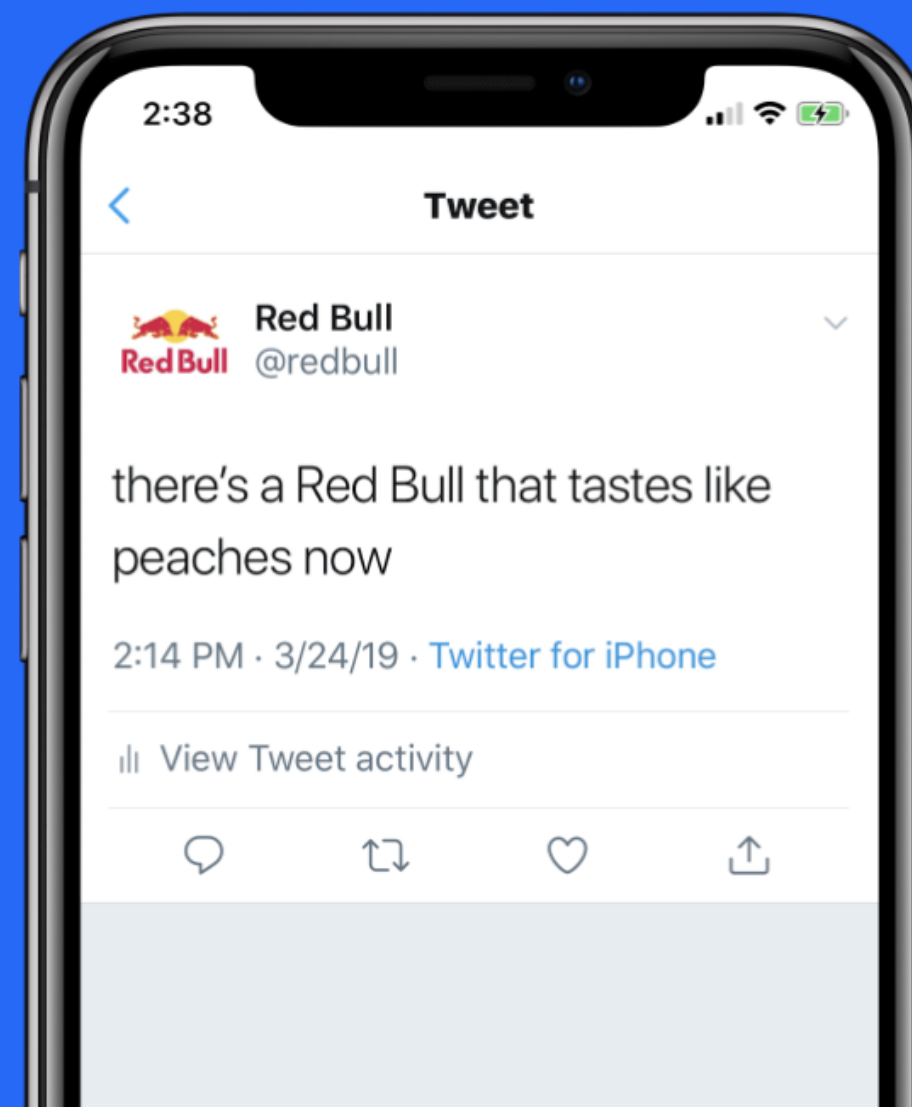 2:38
Tweet
Red Bull
Red Bull
@redbull
there's a Red Bull that tastes like
peaches now
2:14 PM · 3/24/19 · Twitter for iPhone
View Tweet activity